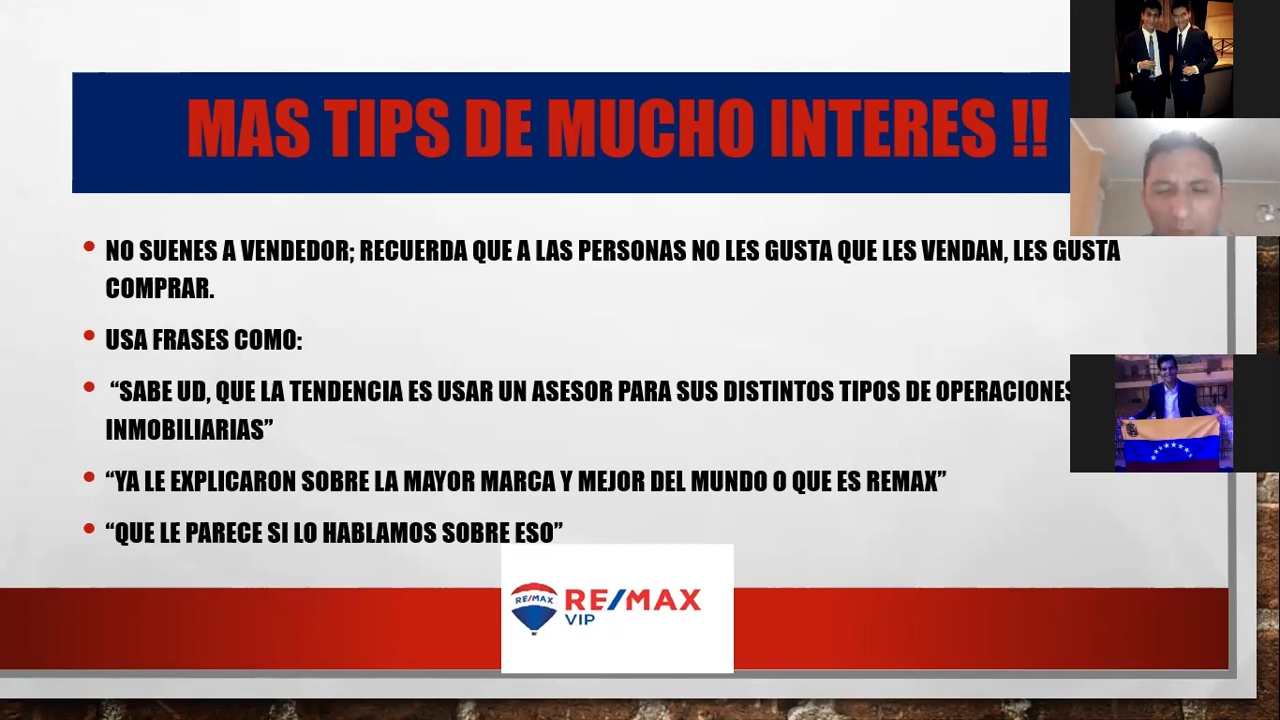 MAS TIPS DE MUCHO INTERES !!
• NO SUENES A VENDEDOR; RECUERDA QUE A LAS PERSONAS NO LES GUSTA QUE LES VENDAN, LES GUSTA
COMPRAR.
• USA FRASES COMO:
• “SABE UD, QUE LA TENDENCIA ES USAR UN ASESOR PARA SUS DISTINTOS TIPOS DE OPERACIONES
INMOBILIARIAS”
• “YA LE EXPLICARON SOBRE LA MAYOR MARCA Y MEJOR DEL MUNDO O QUE ES REMAX”
• “QUE LE PARECE SI LO HABLAMOS SOBRE ESO”
RE/MAX
RE/MAX
VIP